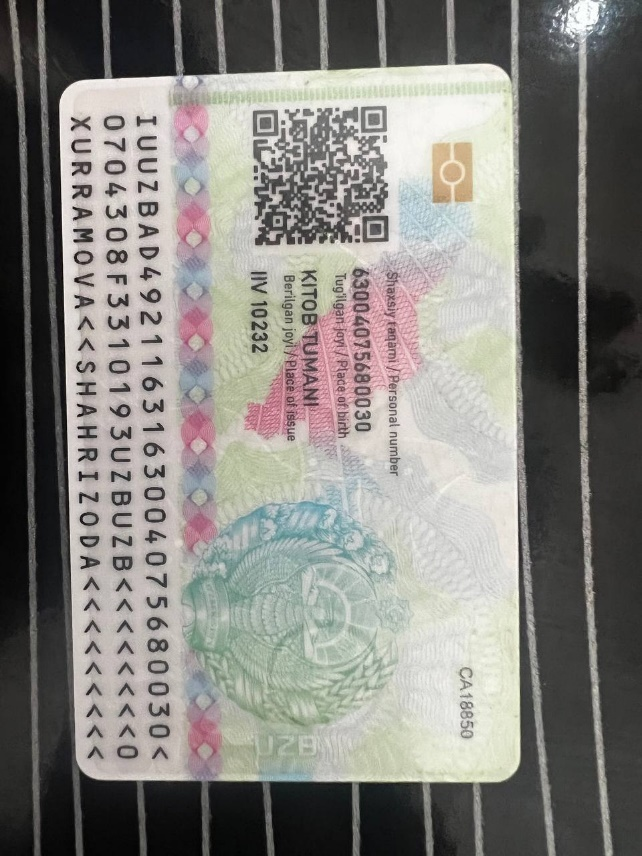 CA18850
Shaxsiy raqami / Personal number
63004075680030
Tug'ilgan joyi / Place of birth
KITOB TUMANI
Berilgan joyi / Place of issue
IIV 10232
UZB
IUUZBAD4921163163004075680030<
0704308F3310193UZBUZB<<<<<<<0
XURRAMOVA<<SHAHRIZODA<<<<<<<<<